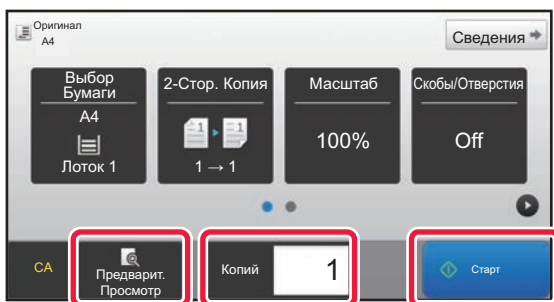 Оригинал
A4
Сведения
Выбор
Бумаги
A4
Лоток 1
2-Стор. Копия
1 → 1
Масштаб
100%
Скобы/Отверстия
Off
CA
Предварит.
Просмотр
Копий
1
Старт